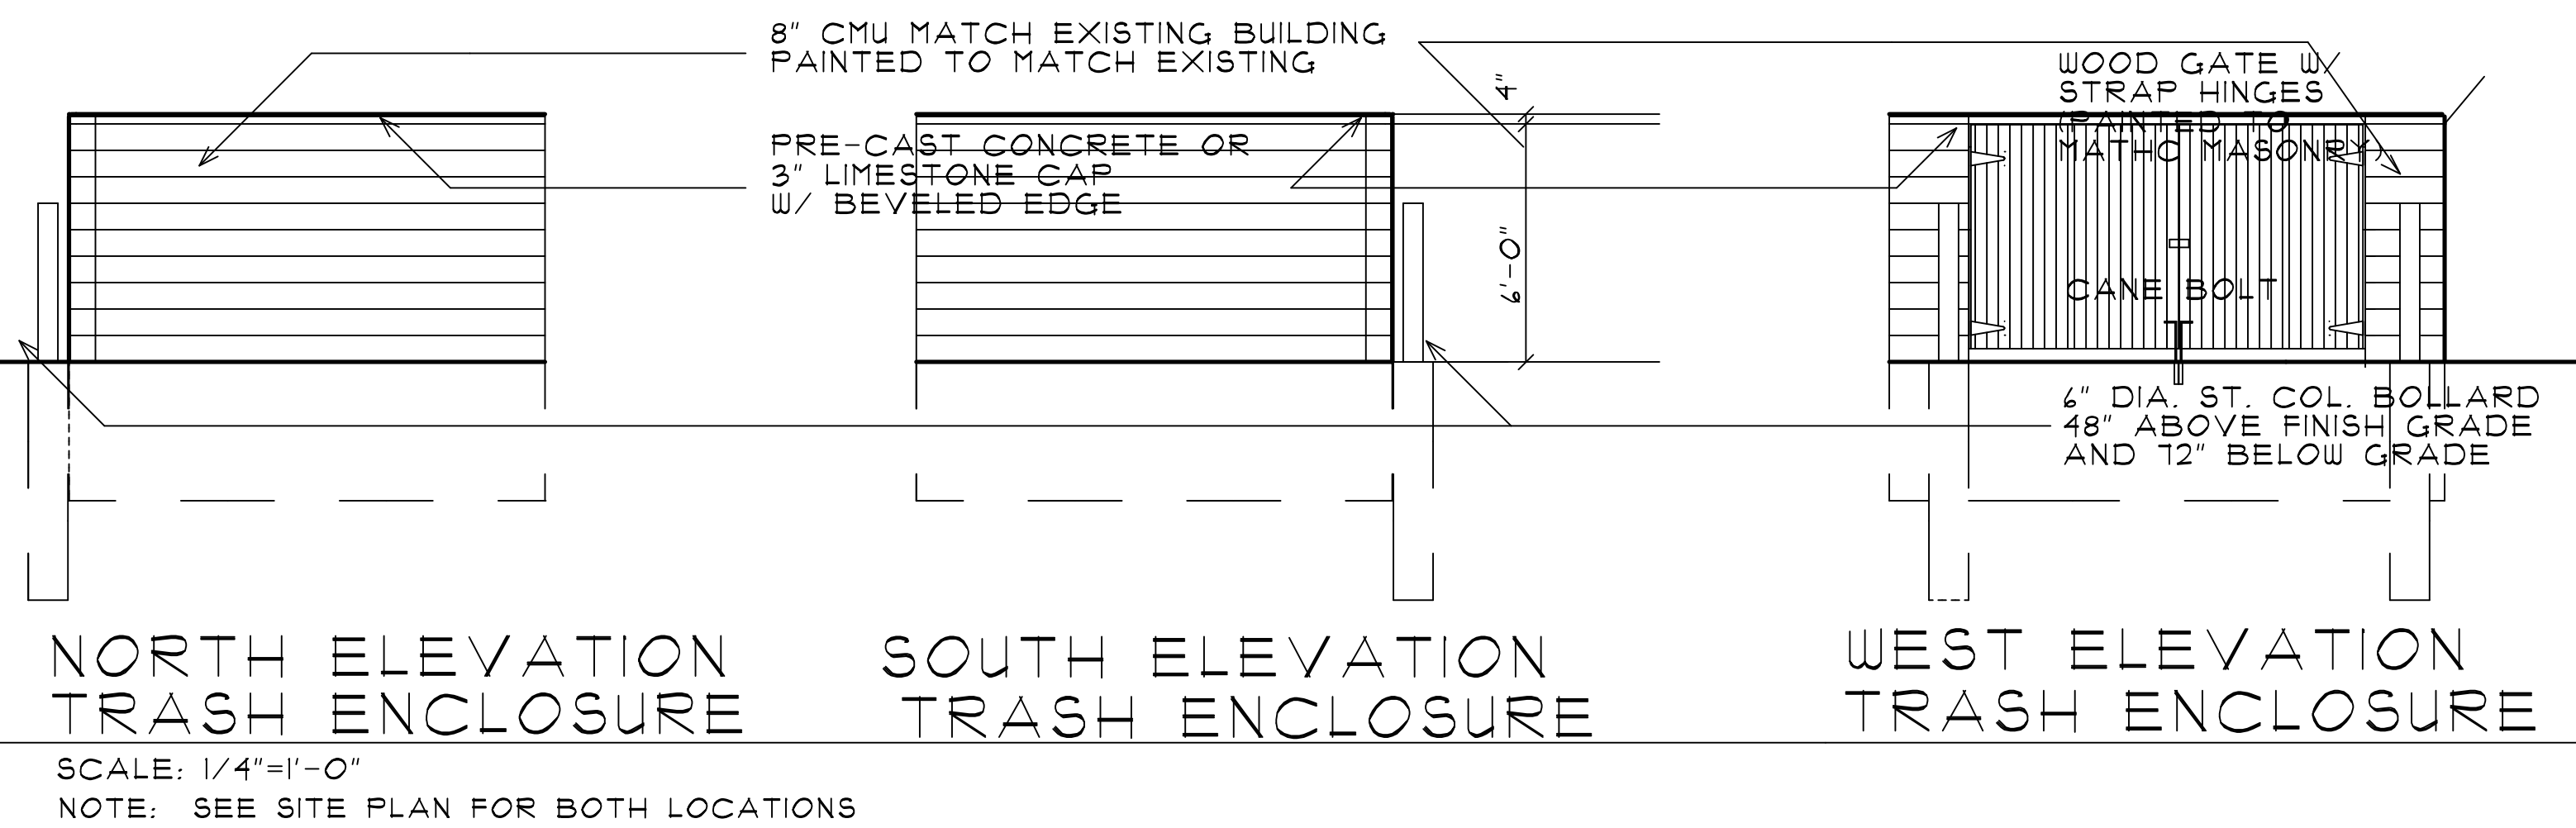 8" CMU MATCH EXISTING BUILDING
PAINTED TO MATCH EXISTING
PRE-CAST CONCRETE OR
3" LIMESTONE CAP
W/ BEVELED EDGE
4"
6'-0"
WOOD GATE W/
STRAP HINGES
(PAINTED TO
MATHC MASONRY)
CANE BOLT
6" DIA. ST. COL. BOLLARD
48" ABOVE FINISH GRADE
AND 72" BELOW GRADE
NORTH ELEVATION
TRASH ENCLOSURE
SOUTH ELEVATION
TRASH ENCLOSURE
WEST ELEVATION
TRASH ENCLOSURE
SCALE: 1/4"=1'-0"
NOTE: SEE SITE PLAN FOR BOTH LOCATIONS